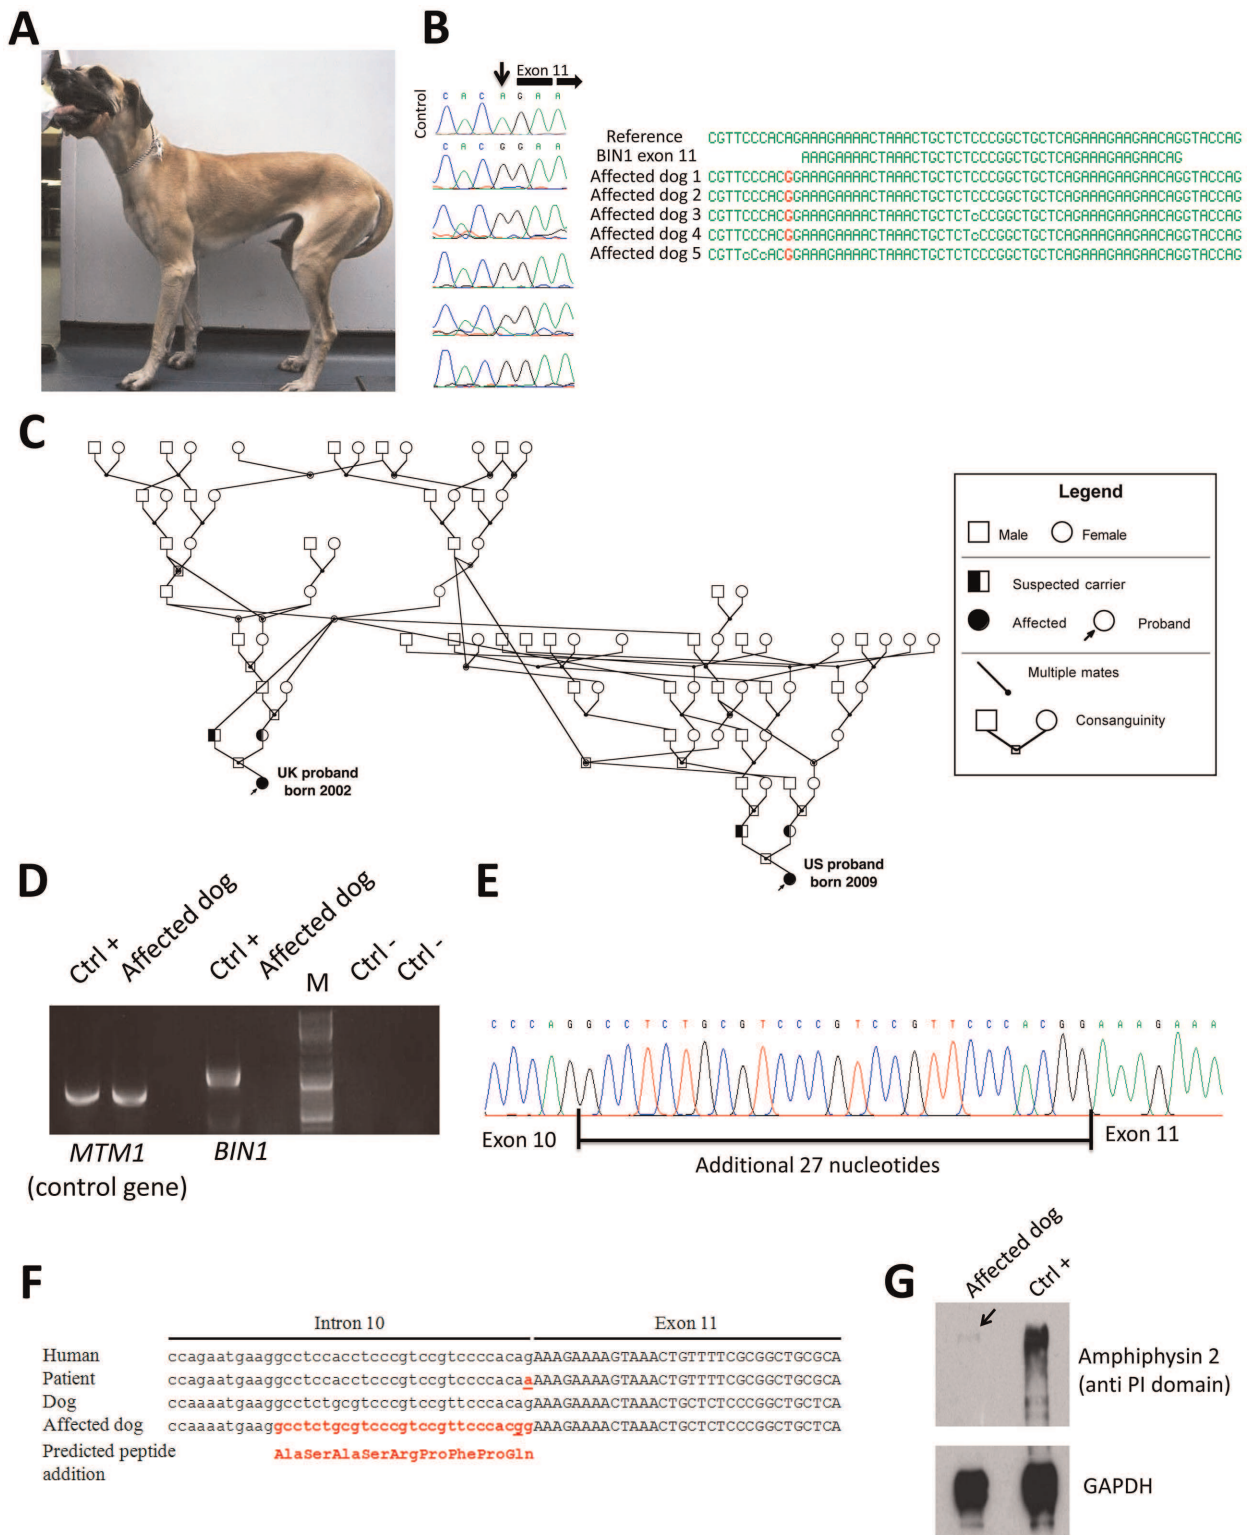 A
B
Exon 11
Control
C A C A G A A
C A C G G A A
Reference CGTTCCCACAGAAAGAAAACTAAACTGCTCTCCCGGCTGCTCAGAAAGAAGAACAGGTACCAG
BIN1 exon 11 AAAGAAAACTAAACTGCTCTCCCGGCTGCTCAGAAAGAAGAACAG
Affected dog 1 CGTTCCCACGGAAAGAAAACTAAACTGCTCTCCCGGCTGCTCAGAAAGAAGAACAGGTACCAG
Affected dog 2 CGTTCCCACGGAAAGAAAACTAAACTGCTCTCCCGGCTGCTCAGAAAGAAGAACAGGTACCAG
Affected dog 3 CGTTCCCACGGAAAGAAAACTAAACTGCTCTcCCGGCTGCTCAGAAAGAAGAACAGGTACCAG
Affected dog 4 CGTTCCCACGGAAAGAAAACTAAACTGCTCTcCCGGCTGCTCAGAAAGAAGAACAGGTACCAG
Affected dog 5 CGTTcCcACGGAAAGAAAACTAAACTGCTCTCCCGGCTGCTCAGAAAGAAGAACAGGTACCAG
C
Legend
Male Female
Suspected carrier
Affected Proband
Multiple mates
Consanguinity
UK proband
born 2002
US proband
born 2009
D
Ctrl + Affected dog Ctrl + Affected dog M Ctrl - Ctrl -
MTM1 BIN1
(control gene)
E
C C C A G G C C T C T G C G T C C C G T C C G T T C C C A C G G A A A G A A A
Exon 10 Exon 11
Additional 27 nucleotides
F
Intron 10 Exon 11
Human ccagaatgaaggcctccacctcccgtccgtccccacagAAAGAAAAGTAAACTGTTTTCGCGGCTGCGCA
Patient ccagaatgaaggcctccacctcccgtccgtccccacaaAAAGAAAAGTAAACTGTTTTCGCGGCTGCGCA
Dog ccaaaatgaaggcctctgcgtcccgtccgttcccacagAAAGAAAACTAAACTGCTCTCCCGGCTGCTCA
Affected dog ccaaaatgaaggcctctgcgtcccgtccgttcccacggAAAGAAAACTAAACTGCTCTCCCGGCTGCTCA
Predicted peptide addition AlaSerAlaSerArgProPheProGln
G
Affected dog Ctrl +
Amphiphysin 2
(anti PI domain)
GAPDH